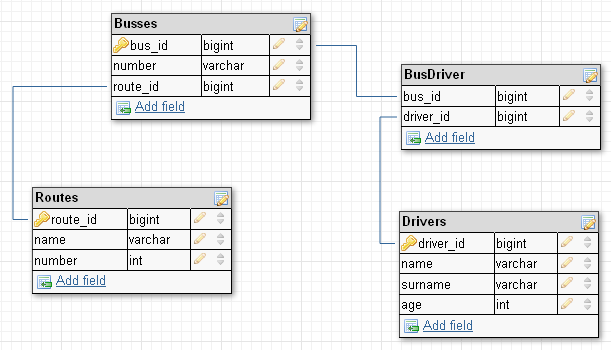 Busses
bus_id bigint
number varchar
route_id bigint
Add field
BusDriver
bus_id bigint
driver_id bigint
Add field
Routes
route_id bigint
name varchar
number int
Add field
Drivers
driver_id bigint
name varchar
surname varchar
age int
Add field